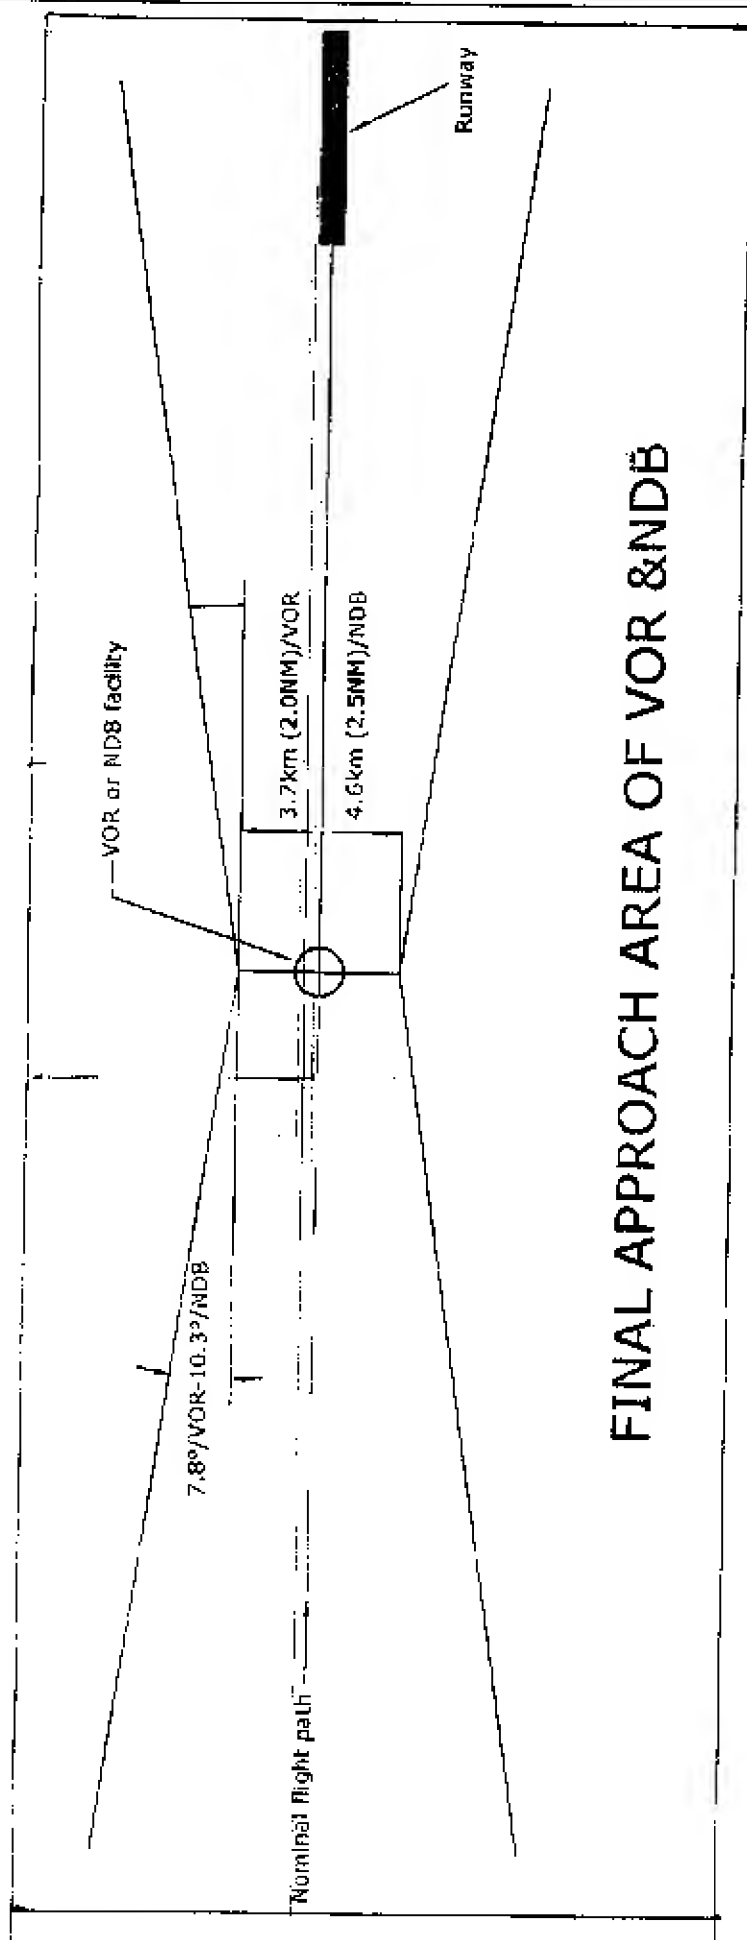 Runway
VOR or NDB facility
3.7km (2.0NM)/VOR
4.6km (2.5NM)/NDB
7.8°/VOR-10.3°/NDB
Nominal flight path
FINAL APPROACH AREA OF VOR &NDB